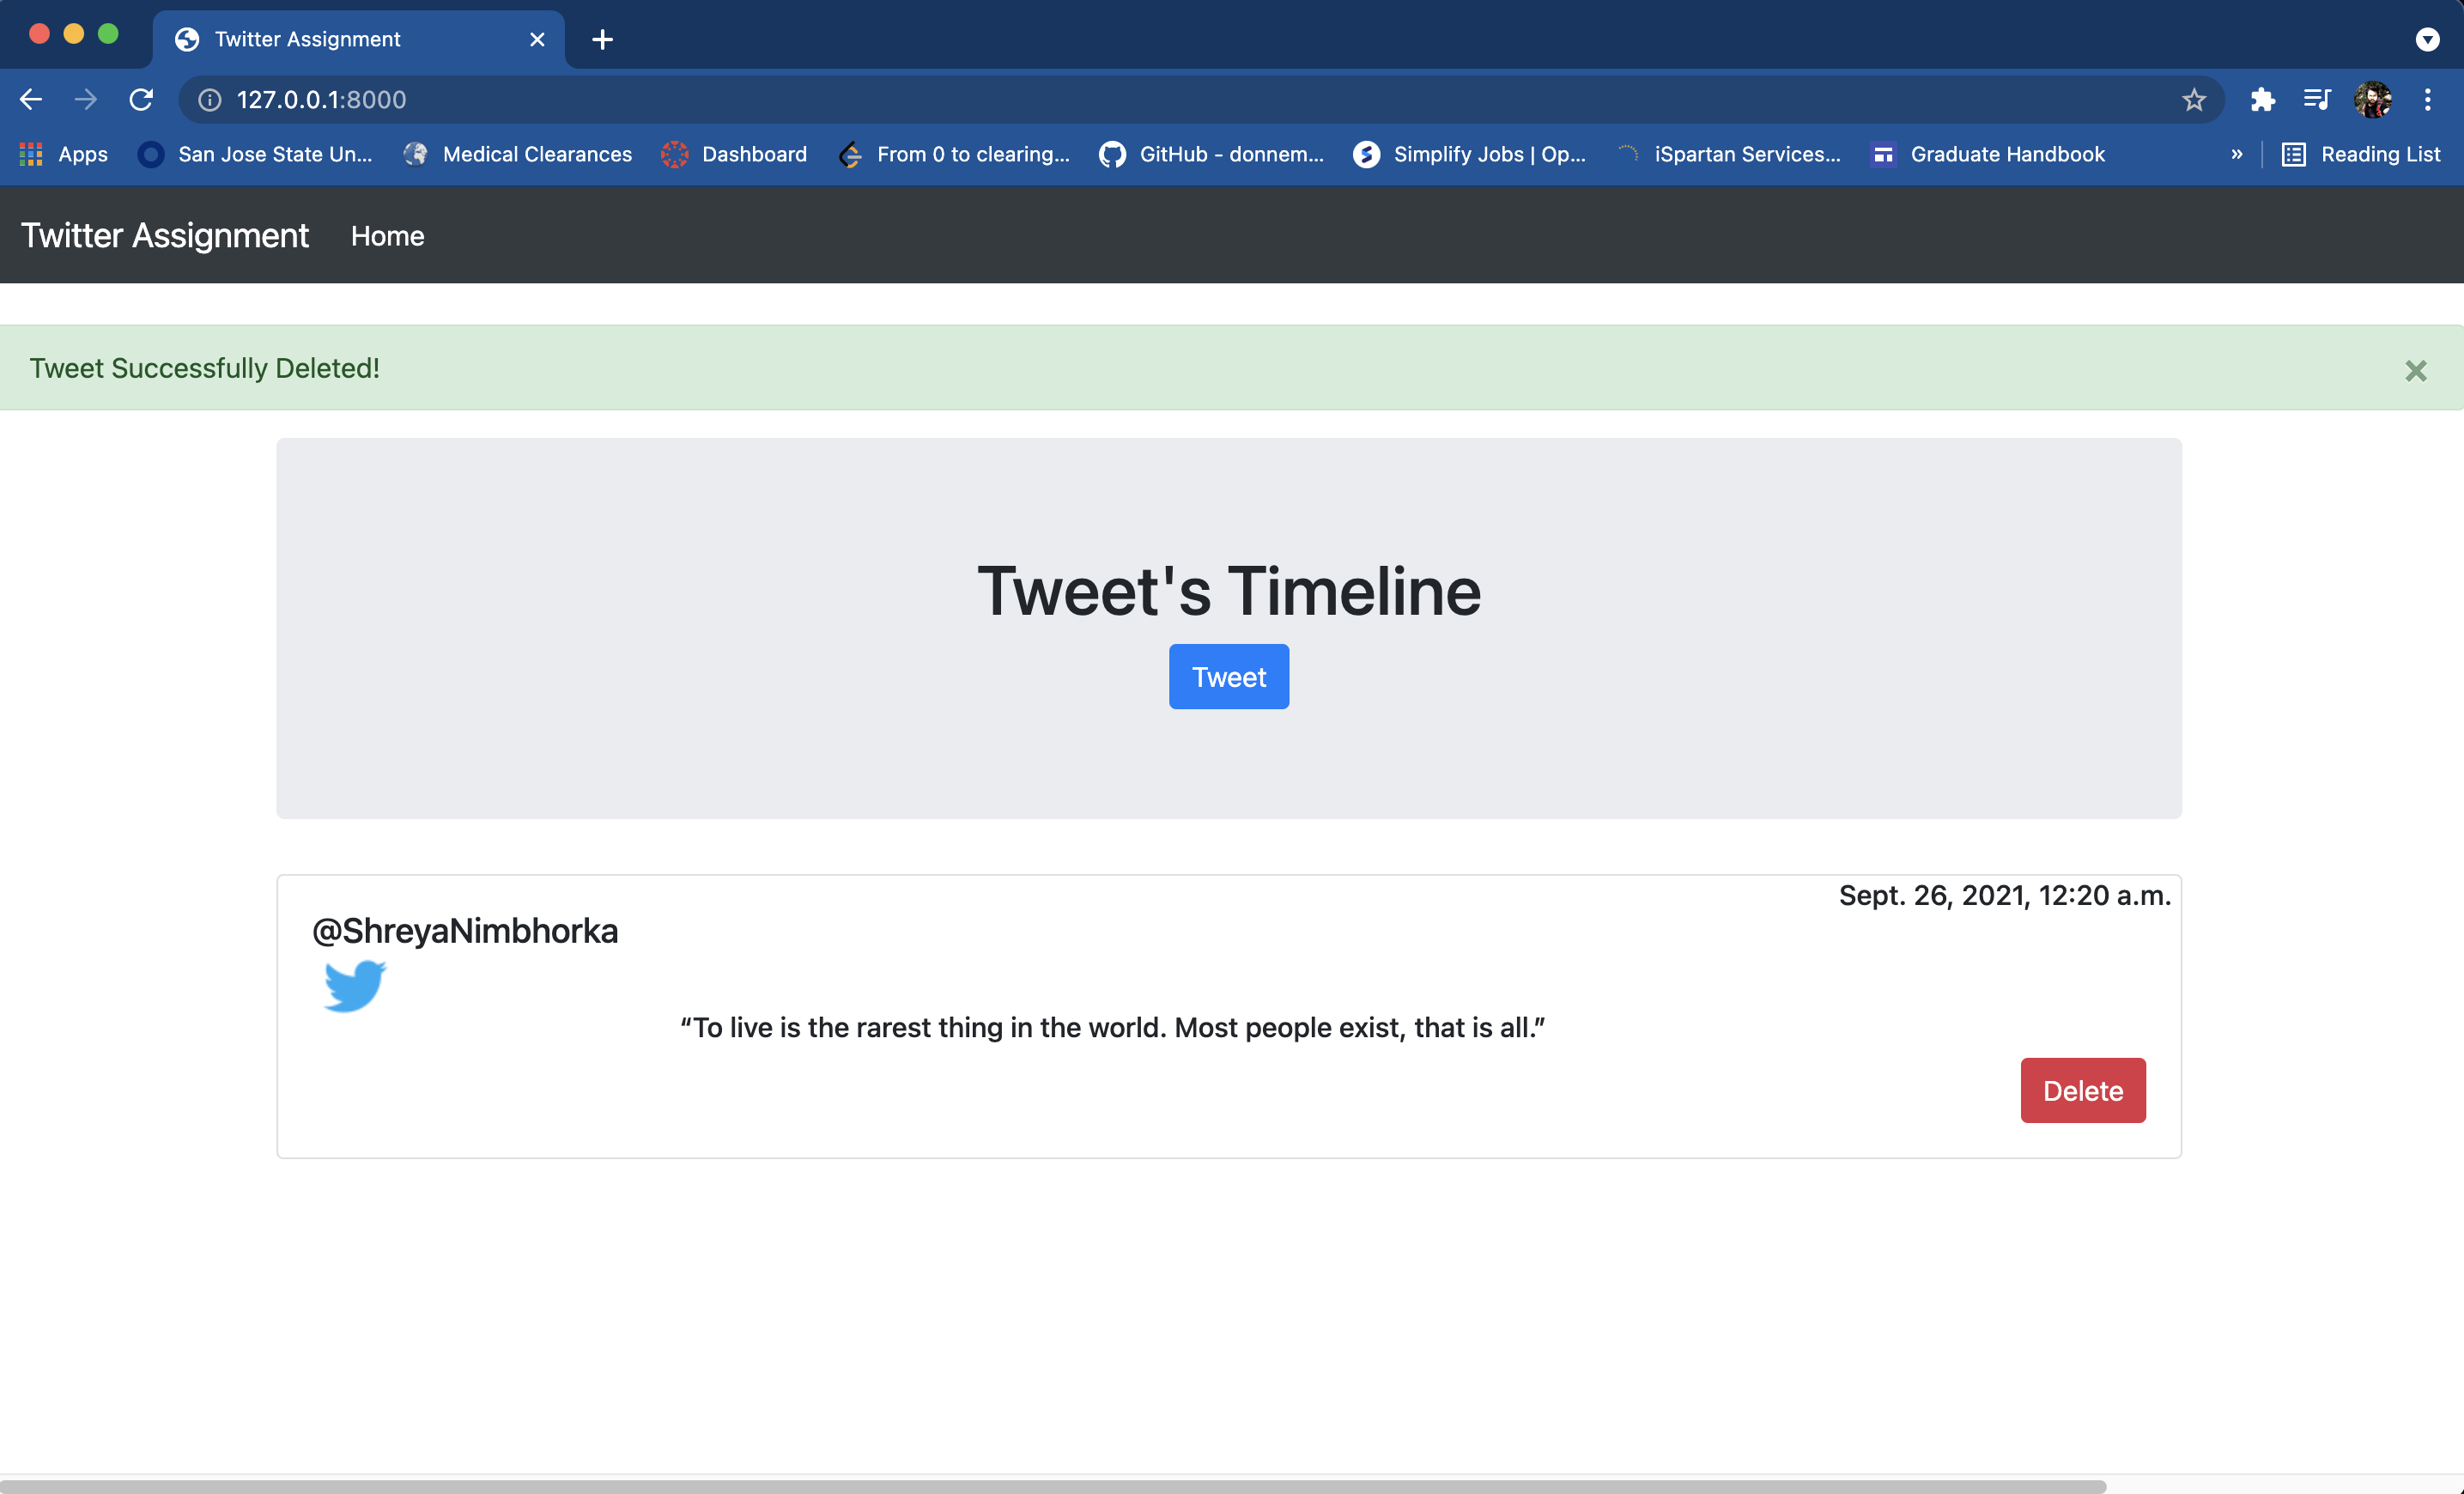 Twitter Assignment
127.0.0.1:8000
Apps San Jose State Un... Medical Clearances Dashboard From 0 to clearing... GitHub - donnem... Simplify Jobs | Op... iSpartan Services... Graduate Handbook » Reading List
Twitter Assignment Home
Tweet Successfully Deleted! ×
Tweet's Timeline
Tweet
Sept. 26, 2021, 12:20 a.m.
@ShreyaNimbhorka
“To live is the rarest thing in the world. Most people exist, that is all.”
Delete